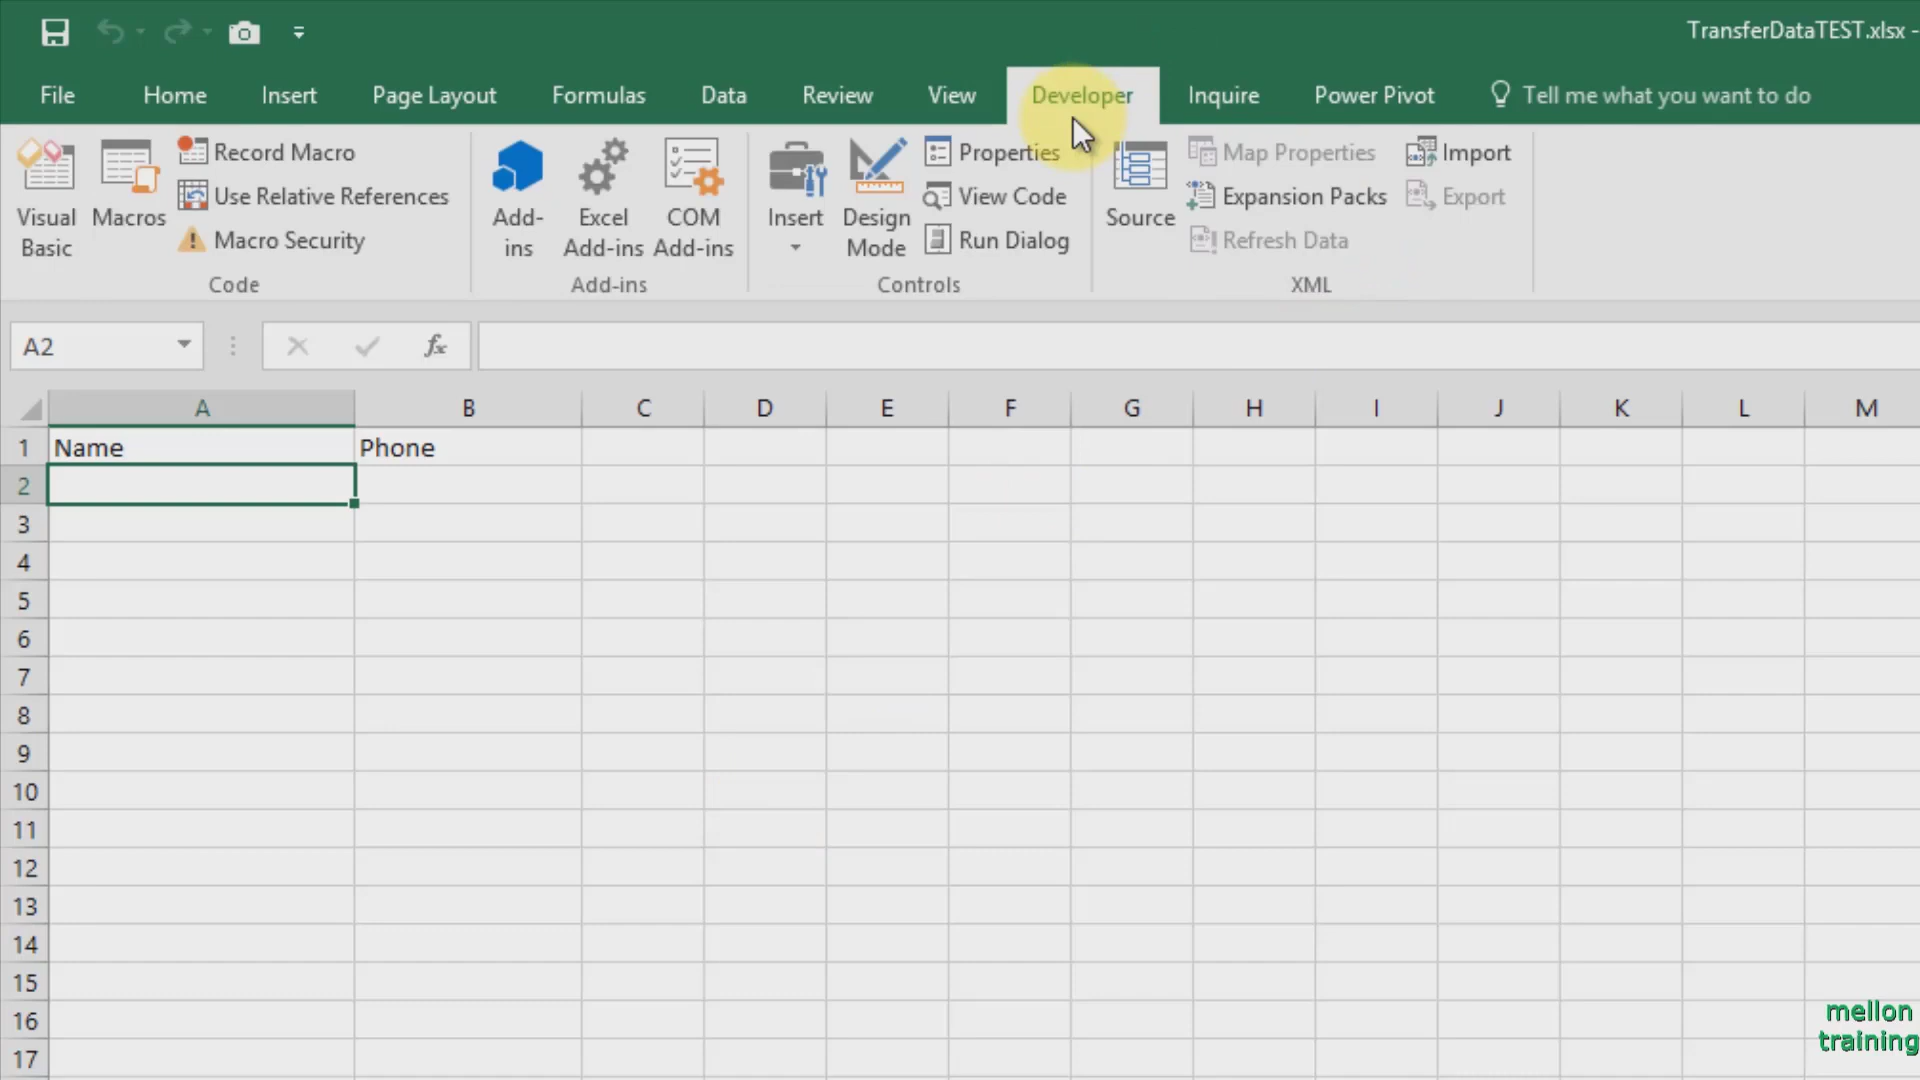 TransferDataTEST.xlsx -
File Home Insert Page Layout Formulas Data Review View Developer Inquire Power Pivot Tell me what you want to do
Visual Basic
Macros
Record Macro
Use Relative References
Macro Security
Code
Add-ins
Excel Add-ins
COM Add-ins
Add-ins
Insert
Design Mode
Properties
View Code
Run Dialog
Controls
Source
Map Properties
Expansion Packs
Refresh Data
Import
Export
XML
A2
fx
A B C D E F G H I J K L M
1 Name Phone
2
3
4
5
6
7
8
9
10
11
12
13
14
15
16
17
mellon
training